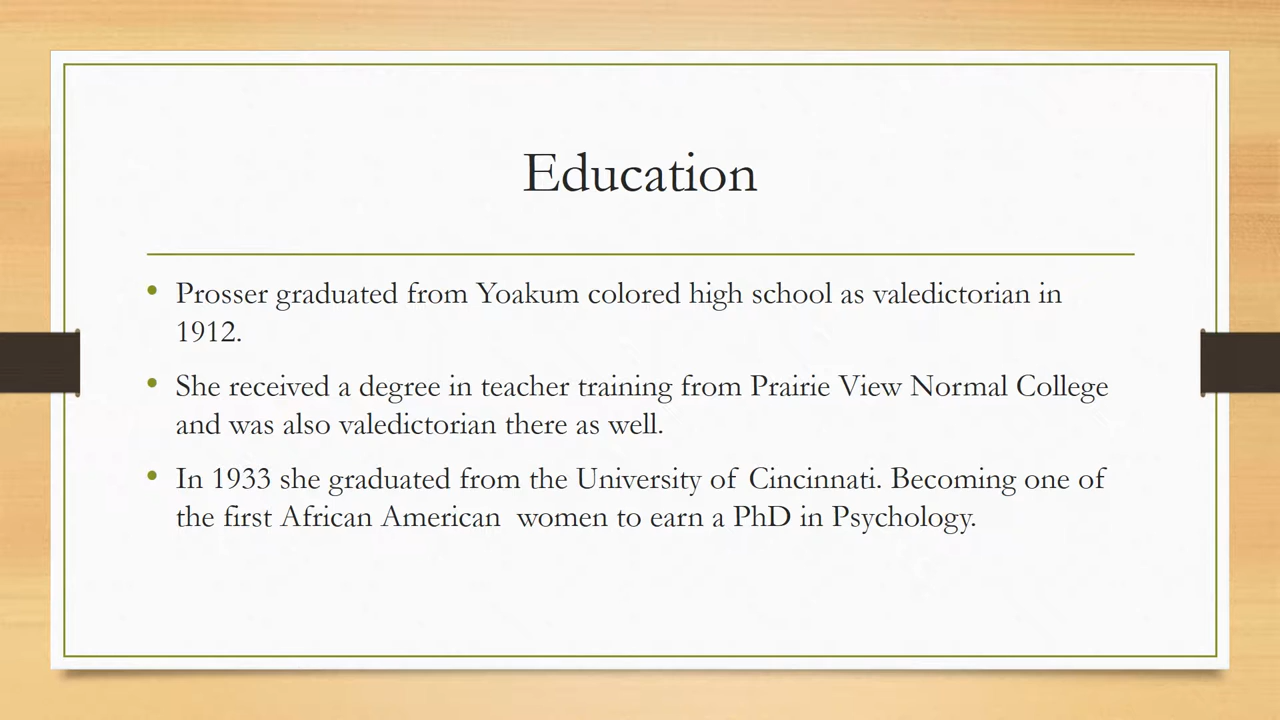 Education
• Prosser graduated from Yoakum colored high school as valedictorian in
1912.
• She received a degree in teacher training from Prairie View Normal College
and was also valedictorian there as well.
• In 1933 she graduated from the University of Cincinnati. Becoming one of
the first African American  women to earn a PhD in Psychology.